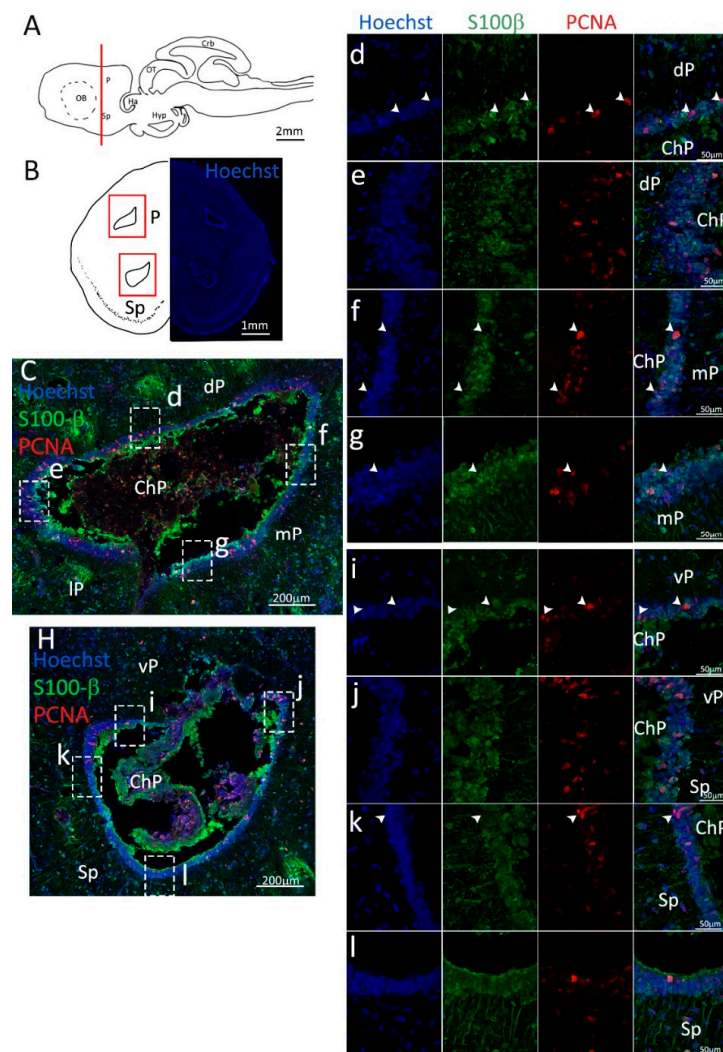 A
Crb
OT
P
OB
Ha
Sp
Hyp
2mm
B
Hoechst
P
Sp
1mm
C
Hoechst
S100-β
PCNA
d
dP
e
f
ChP
mP
g
lP
200μm
H
Hoechst
S100-β
PCNA
vP
i
j
k
ChP
Sp
l
200μm
Hoechst S100β PCNA
d
dP
ChP
50μm
e
dP
ChP
50μm
f
ChP
mP
50μm
g
mP
50μm
i
vP
ChP
50μm
j
vP
ChP
Sp
50μm
k
ChP
Sp
50μm
l
Sp
50μm